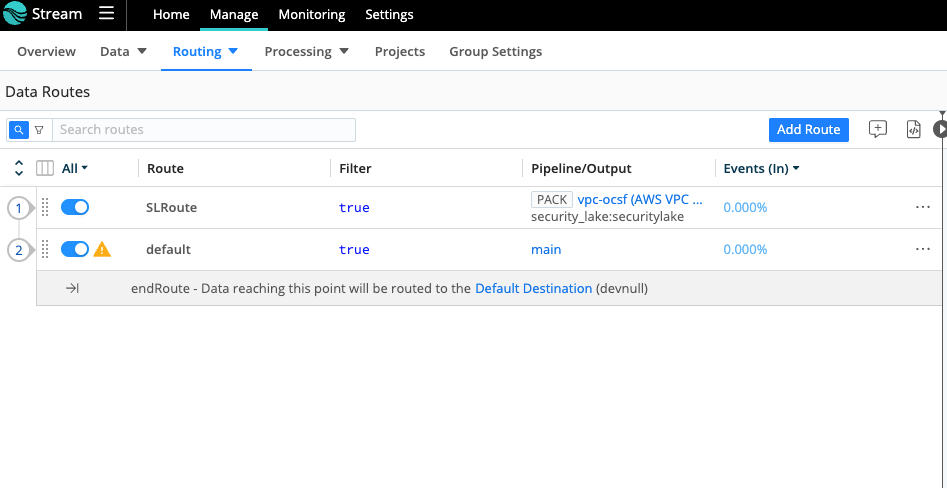 Stream Home Manage Monitoring Settings
Overview Data Routing Processing Projects Group Settings
Data Routes
Search routes Add Route
All Route Filter Pipeline/Output Events (In)
1 SLRoute true PACK vpc-ocsf (AWS VPC ... 0.000% ...
security_lake:securitylake
2 default true main 0.000% ...
endRoute - Data reaching this point will be routed to the Default Destination (devnull)